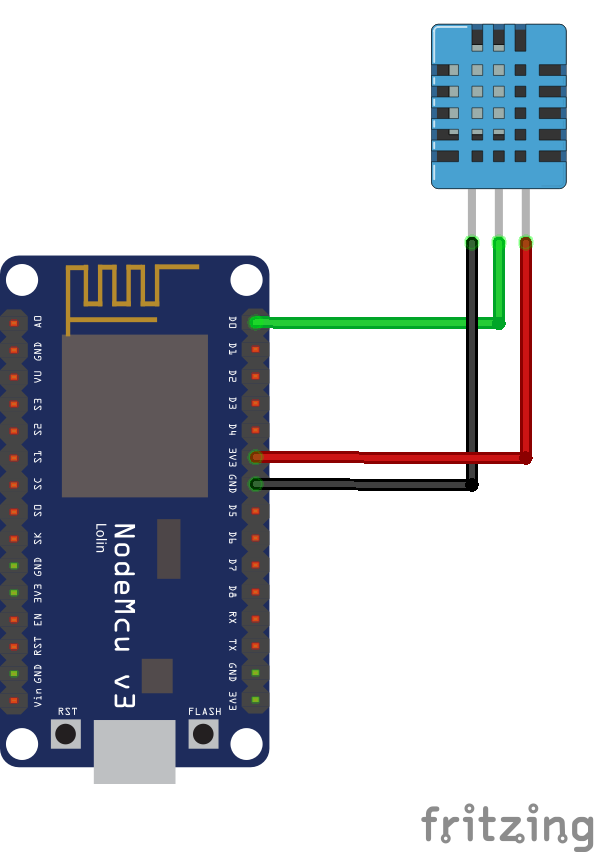 A0
GND
VU
S3
S2
S1
SC
SO
SK
GND
3V3
EN
RST
GND
Vin
D0
D1
D2
D3
D4
3V3
GND
D5
D6
D7
D8
RX
TX
GND
3V3
NodeMcu v3
Lolin
RST
FLASH
fritzing